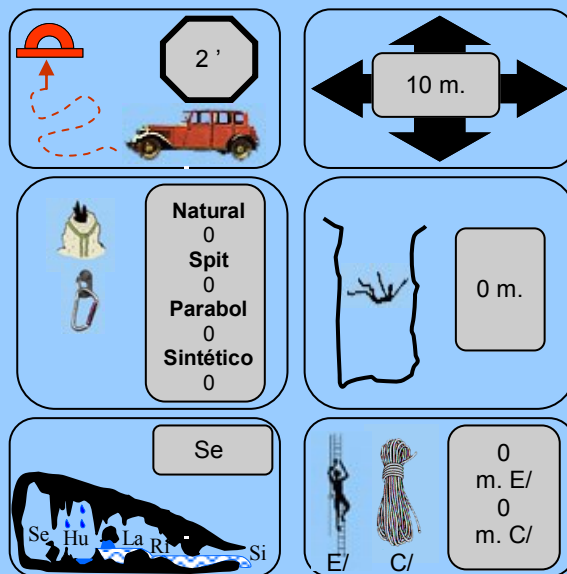 2 '
10 m.
Natural
0
Spit
0
Parabol
0
Sintético
0
0 m.
Se
Se Hu La Ri Si
0
m. E/
0
m. C/
E/ C/